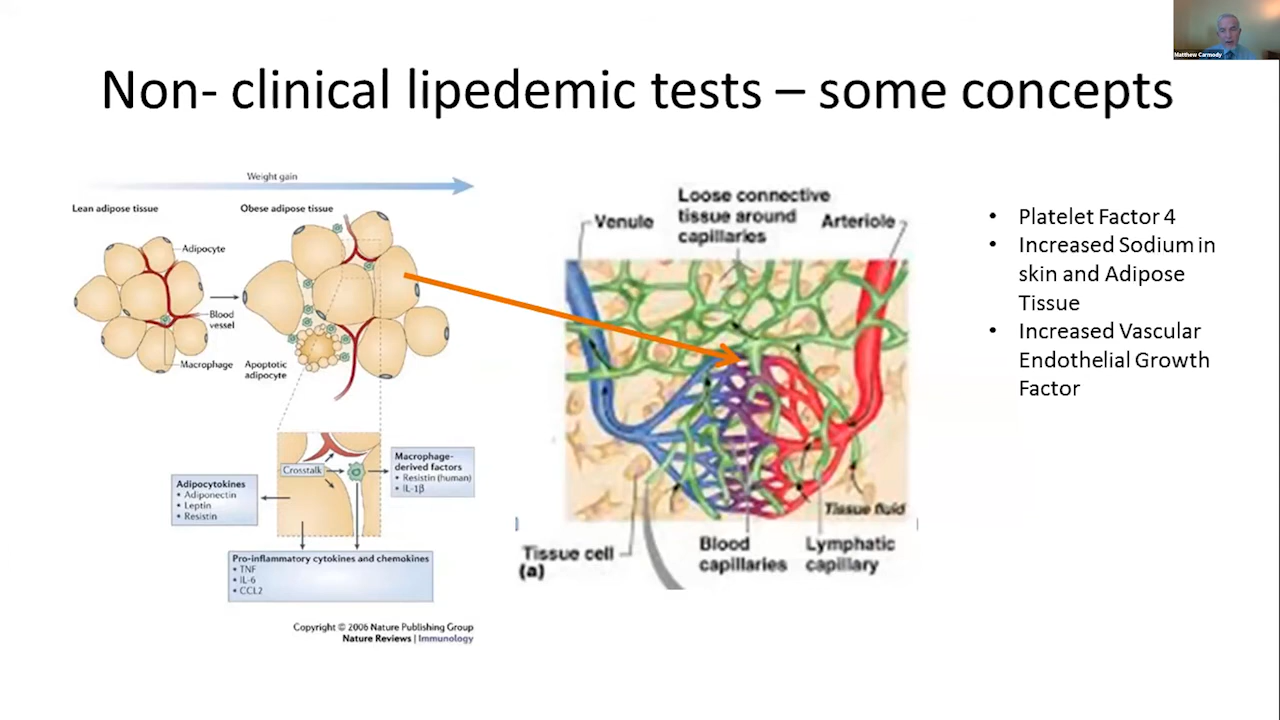 Matthew Carmody
Non- clinical lipedemic tests – some concepts
Weight gain
Lean adipose tissue
Obese adipose tissue
Adipocyte
Blood
vessel
Macrophage
Apoptotic
adipocyte
Crosstalk
Macrophage-
derived factors
• Resistin (human)
• IL-1β
Adipocytokines
• Adiponectin
• Leptin
• Resistin
Pro-inflammatory cytokines and chemokines
• TNF
• IL-6
• CCL2
Copyright © 2006 Nature Publishing Group
Nature Reviews | Immunology
Venule
Loose connective
tissue around
capillaries
Arteriole
Tissue fluid
Tissue cell
(a)
Blood
capillaries
Lymphatic
capillary
• Platelet Factor 4
• Increased Sodium in
skin and Adipose
Tissue
• Increased Vascular
Endothelial Growth
Factor